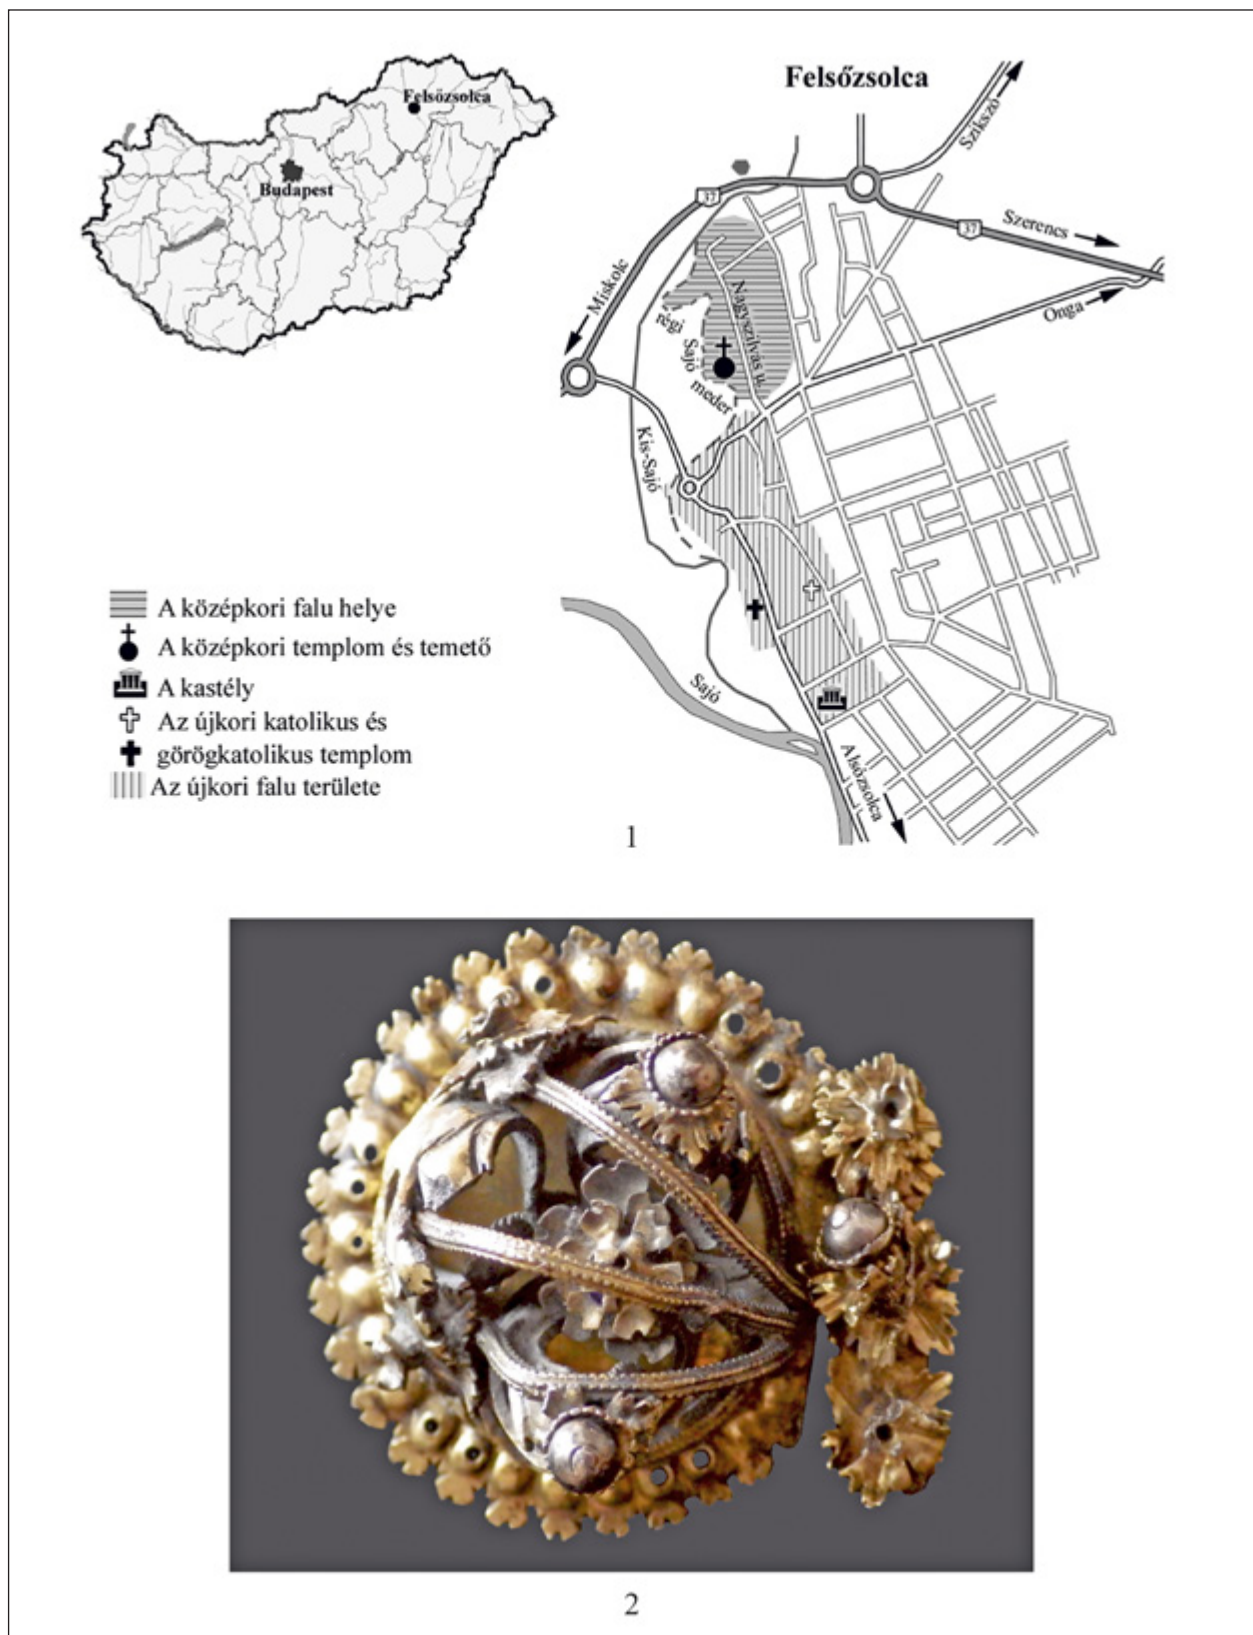 Felsőzsolca
Budapest
Felsőzsolca
Szikszó
37
37
Szerencs
Miskolc
Onga
Nagyszilvás u.
régi
Sajó
meder
Kis-Sajó
Sajó
Alsózsolca
A középkori falu helye
A középkori templom és temető
A kastély
Az újkori katolikus és
görögkatolikus templom
Az újkori falu területe
1
2